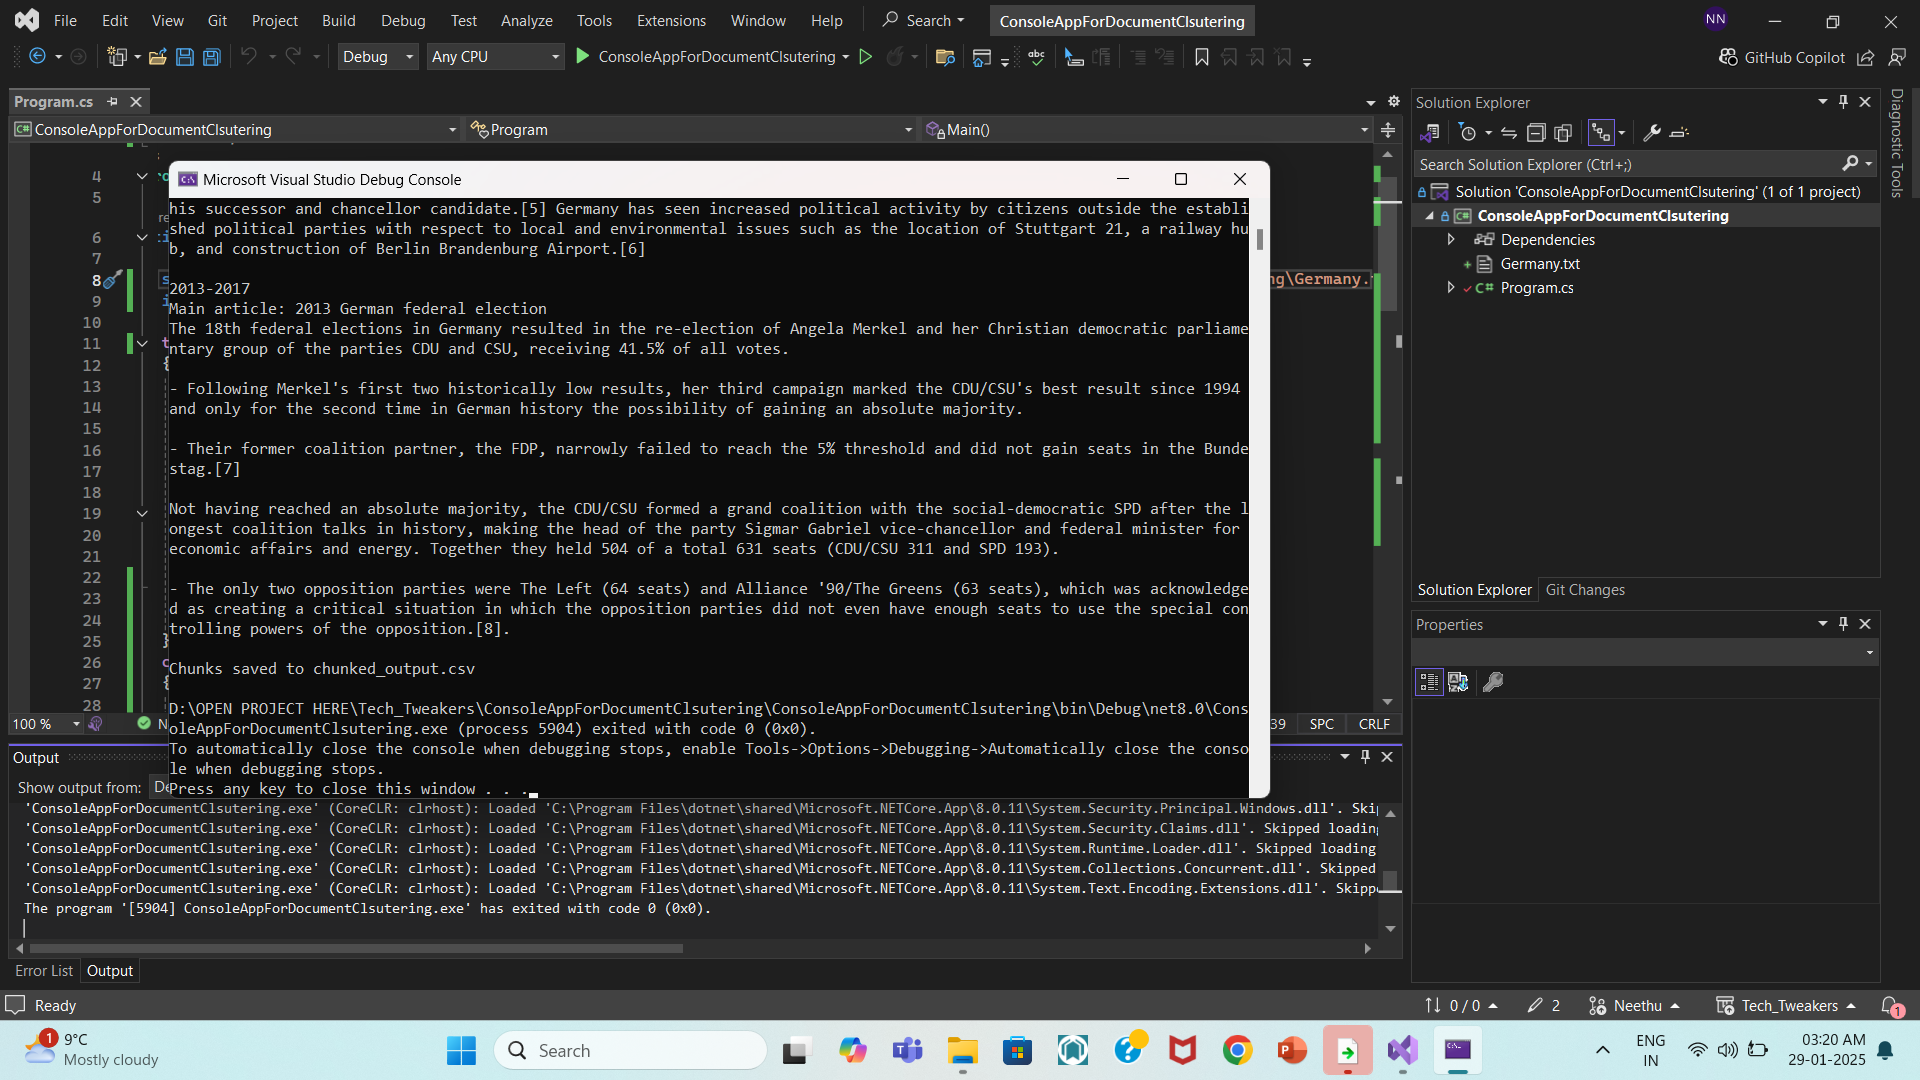 File Edit View Git Project Build Debug Test Analyze Tools Extensions Window Help Search ConsoleAppForDocumentClsutering NN
Debug Any CPU ConsoleAppForDocumentClsutering GitHub Copilot
Program.cs
ConsoleAppForDocumentClsutering Program Main()
4
5
6
7
8
9
10
11
12
13
14
15
16
17
18
19
20
21
22
23
24
25
26
27
28
ng\Germany.
Microsoft Visual Studio Debug Console
his successor and chancellor candidate.[5] Germany has seen increased political activity by citizens outside the establi
shed political parties with respect to local and environmental issues such as the location of Stuttgart 21, a railway hu
b, and construction of Berlin Brandenburg Airport.[6]
2013-2017
Main article: 2013 German federal election
The 18th federal elections in Germany resulted in the re-election of Angela Merkel and her Christian democratic parliame
ntary group of the parties CDU and CSU, receiving 41.5% of all votes.
- Following Merkel's first two historically low results, her third campaign marked the CDU/CSU's best result since 1994
and only for the second time in German history the possibility of gaining an absolute majority.
- Their former coalition partner, the FDP, narrowly failed to reach the 5% threshold and did not gain seats in the Bunde
stag.[7]
Not having reached an absolute majority, the CDU/CSU formed a grand coalition with the social-democratic SPD after the l
ongest coalition talks in history, making the head of the party Sigmar Gabriel vice-chancellor and federal minister for
economic affairs and energy. Together they held 504 of a total 631 seats (CDU/CSU 311 and SPD 193).
- The only two opposition parties were The Left (64 seats) and Alliance '90/The Greens (63 seats), which was acknowledge
d as creating a critical situation in which the opposition parties did not even have enough seats to use the special con
trolling powers of the opposition.[8].
Chunks saved to chunked_output.csv
D:\OPEN PROJECT HERE\Tech_Tweakers\ConsoleAppForDocumentClsutering\ConsoleAppForDocumentClsutering\bin\Debug\net8.0\Cons
oleAppForDocumentClsutering.exe (process 5904) exited with code 0 (0x0).
To automatically close the console when debugging stops, enable Tools->Options->Debugging->Automatically close the conso
le when debugging stops.
Press any key to close this window . . .
100 % N 39 SPC CRLF
Output
Show output from: De
'ConsoleAppForDocumentClsutering.exe' (CoreCLR: clrhost): Loaded 'C:\Program Files\dotnet\shared\Microsoft.NETCore.App\8.0.11\System.Security.Principal.Windows.dll'. Skip
'ConsoleAppForDocumentClsutering.exe' (CoreCLR: clrhost): Loaded 'C:\Program Files\dotnet\shared\Microsoft.NETCore.App\8.0.11\System.Security.Claims.dll'. Skipped loading
'ConsoleAppForDocumentClsutering.exe' (CoreCLR: clrhost): Loaded 'C:\Program Files\dotnet\shared\Microsoft.NETCore.App\8.0.11\System.Runtime.Loader.dll'. Skipped loading
'ConsoleAppForDocumentClsutering.exe' (CoreCLR: clrhost): Loaded 'C:\Program Files\dotnet\shared\Microsoft.NETCore.App\8.0.11\System.Collections.Concurrent.dll'. Skipped
'ConsoleAppForDocumentClsutering.exe' (CoreCLR: clrhost): Loaded 'C:\Program Files\dotnet\shared\Microsoft.NETCore.App\8.0.11\System.Text.Encoding.Extensions.dll'. Skipp
The program '[5904] ConsoleAppForDocumentClsutering.exe' has exited with code 0 (0x0).
Error List Output
Solution Explorer
Search Solution Explorer (Ctrl+;)
Solution 'ConsoleAppForDocumentClsutering' (1 of 1 project)
ConsoleAppForDocumentClsutering
Dependencies
Germany.txt
C# Program.cs
Solution Explorer Git Changes
Properties
Diagnostic Tools
Ready 0 / 0 2 Neethu Tech_Tweakers 1
1 9°C
Mostly cloudy
Search
ENG
IN
03:20 AM
29-01-2025